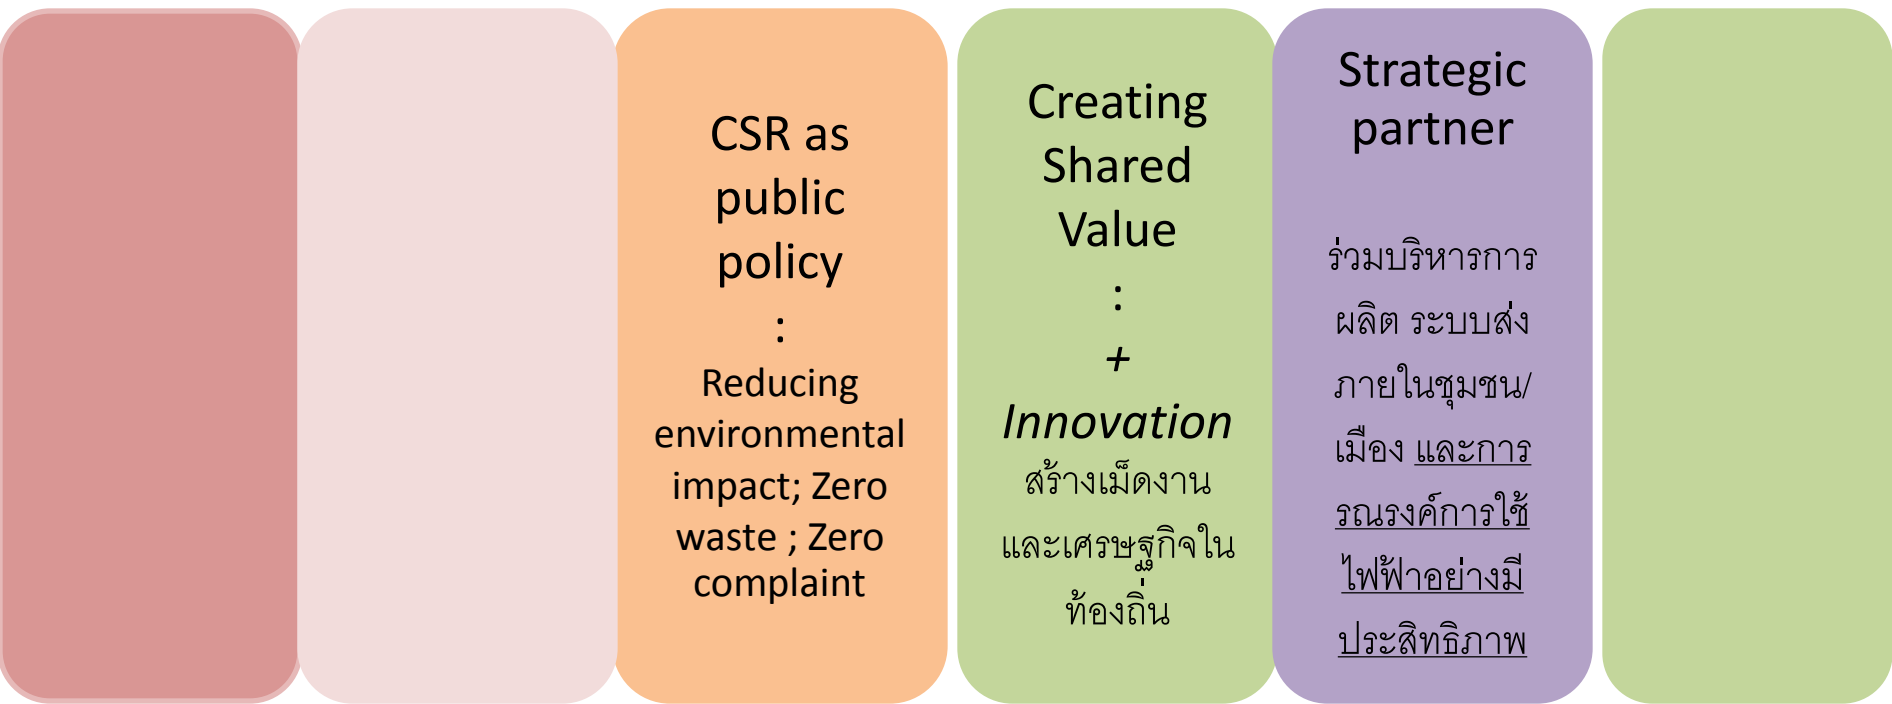 CSR as
public
policy
:
Reducing
environmental
impact; Zero
waste ; Zero
complaint
Creating
Shared
Value
:
+
Innovation
สร้างเม็ดงาน
และเศรษฐกิจใน
ท้องถิ่น
Strategic
partner
ร่วมบริหารการ
ผลิต ระบบส่ง
ภายในชุมชน/
เมือง และการ
รณรงค์การใช้
ไฟฟ้าอย่างมี
ประสิทธิภาพ